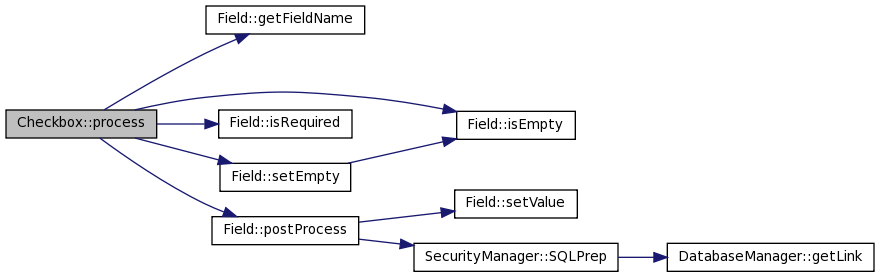 Field::getFieldName
Checkbox::process
Field::isRequired
Field::isEmpty
Field::setEmpty
Field::setValue
Field::postProcess
SecurityManager::SQLPrep
DatabaseManager::getLink